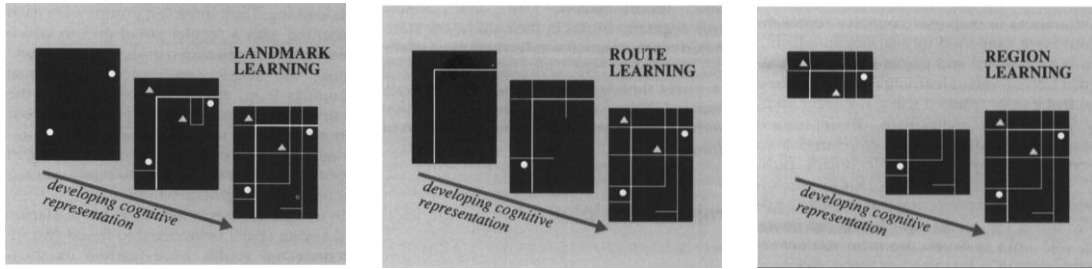 LANDMARK
LEARNING
developing cognitive
representation
ROUTE
LEARNING
developing cognitive
representation
REGION
LEARNING
developing cognitive
representation